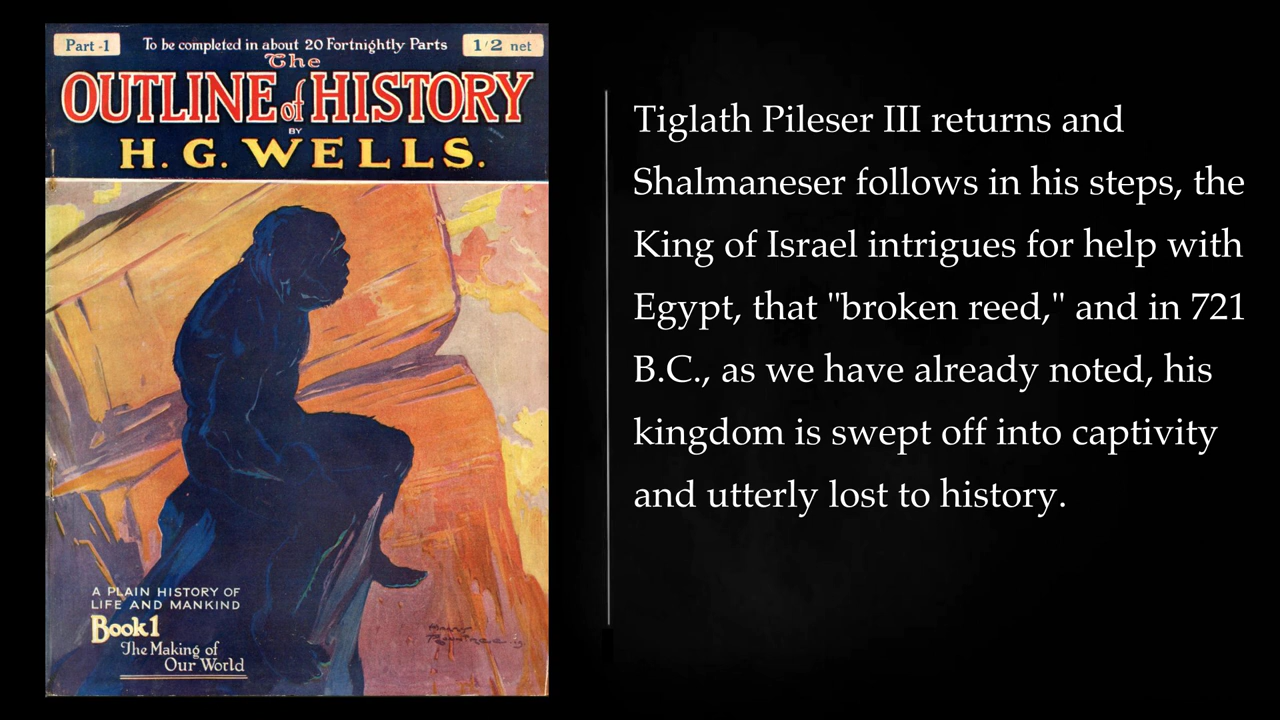 Part -1
To be completed in about 20 Fortnightly Parts
1/2 net
The
OUTLINE of HISTORY
BY
H. G. WELLS.
A PLAIN HISTORY OF
LIFE AND MANKIND
Book 1
The Making of
Our World
Tiglath Pileser III returns and
Shalmaneser follows in his steps, the
King of Israel intrigues for help with
Egypt, that "broken reed," and in 721
B.C., as we have already noted, his
kingdom is swept off into captivity
and utterly lost to history.